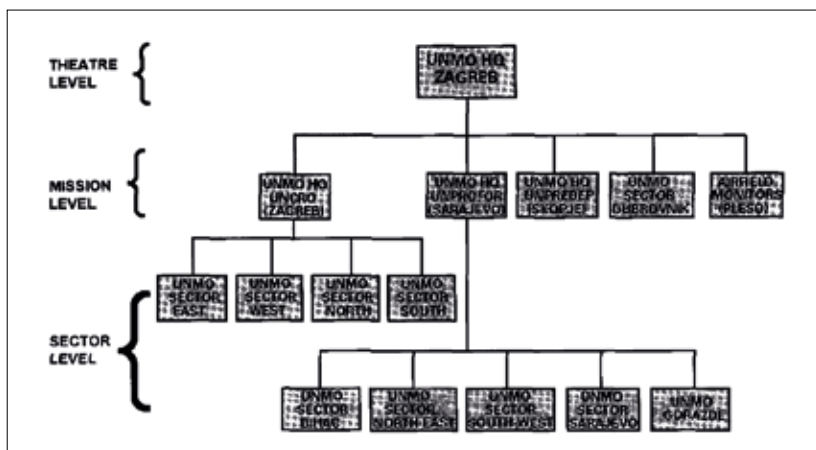 THEATRE
LEVEL
UNMO HQ
ZAGREB
MISSION
LEVEL
UNMO HQ
UNCRO
(ZAGREB)
UNMO HQ
UNPROFOR
(SARAJEVO)
UNMO HQ
UNPREDEP
(SKOPJE)
UNMO
SECTOR
DUBROVNIK
AIRFIELD
MONITORS
(PLESO)
UNMO
SECTOR
EAST
UNMO
SECTOR
WEST
UNMO
SECTOR
NORTH
UNMO
SECTOR
SOUTH
SECTOR
LEVEL
UNMO
SECTOR
BIHAC
UNMO
SECTOR
NORTH-EAST
UNMO
SECTOR
SOUTH-WEST
UNMO
SECTOR
SARAJEVO
UNMO
GORAZDE